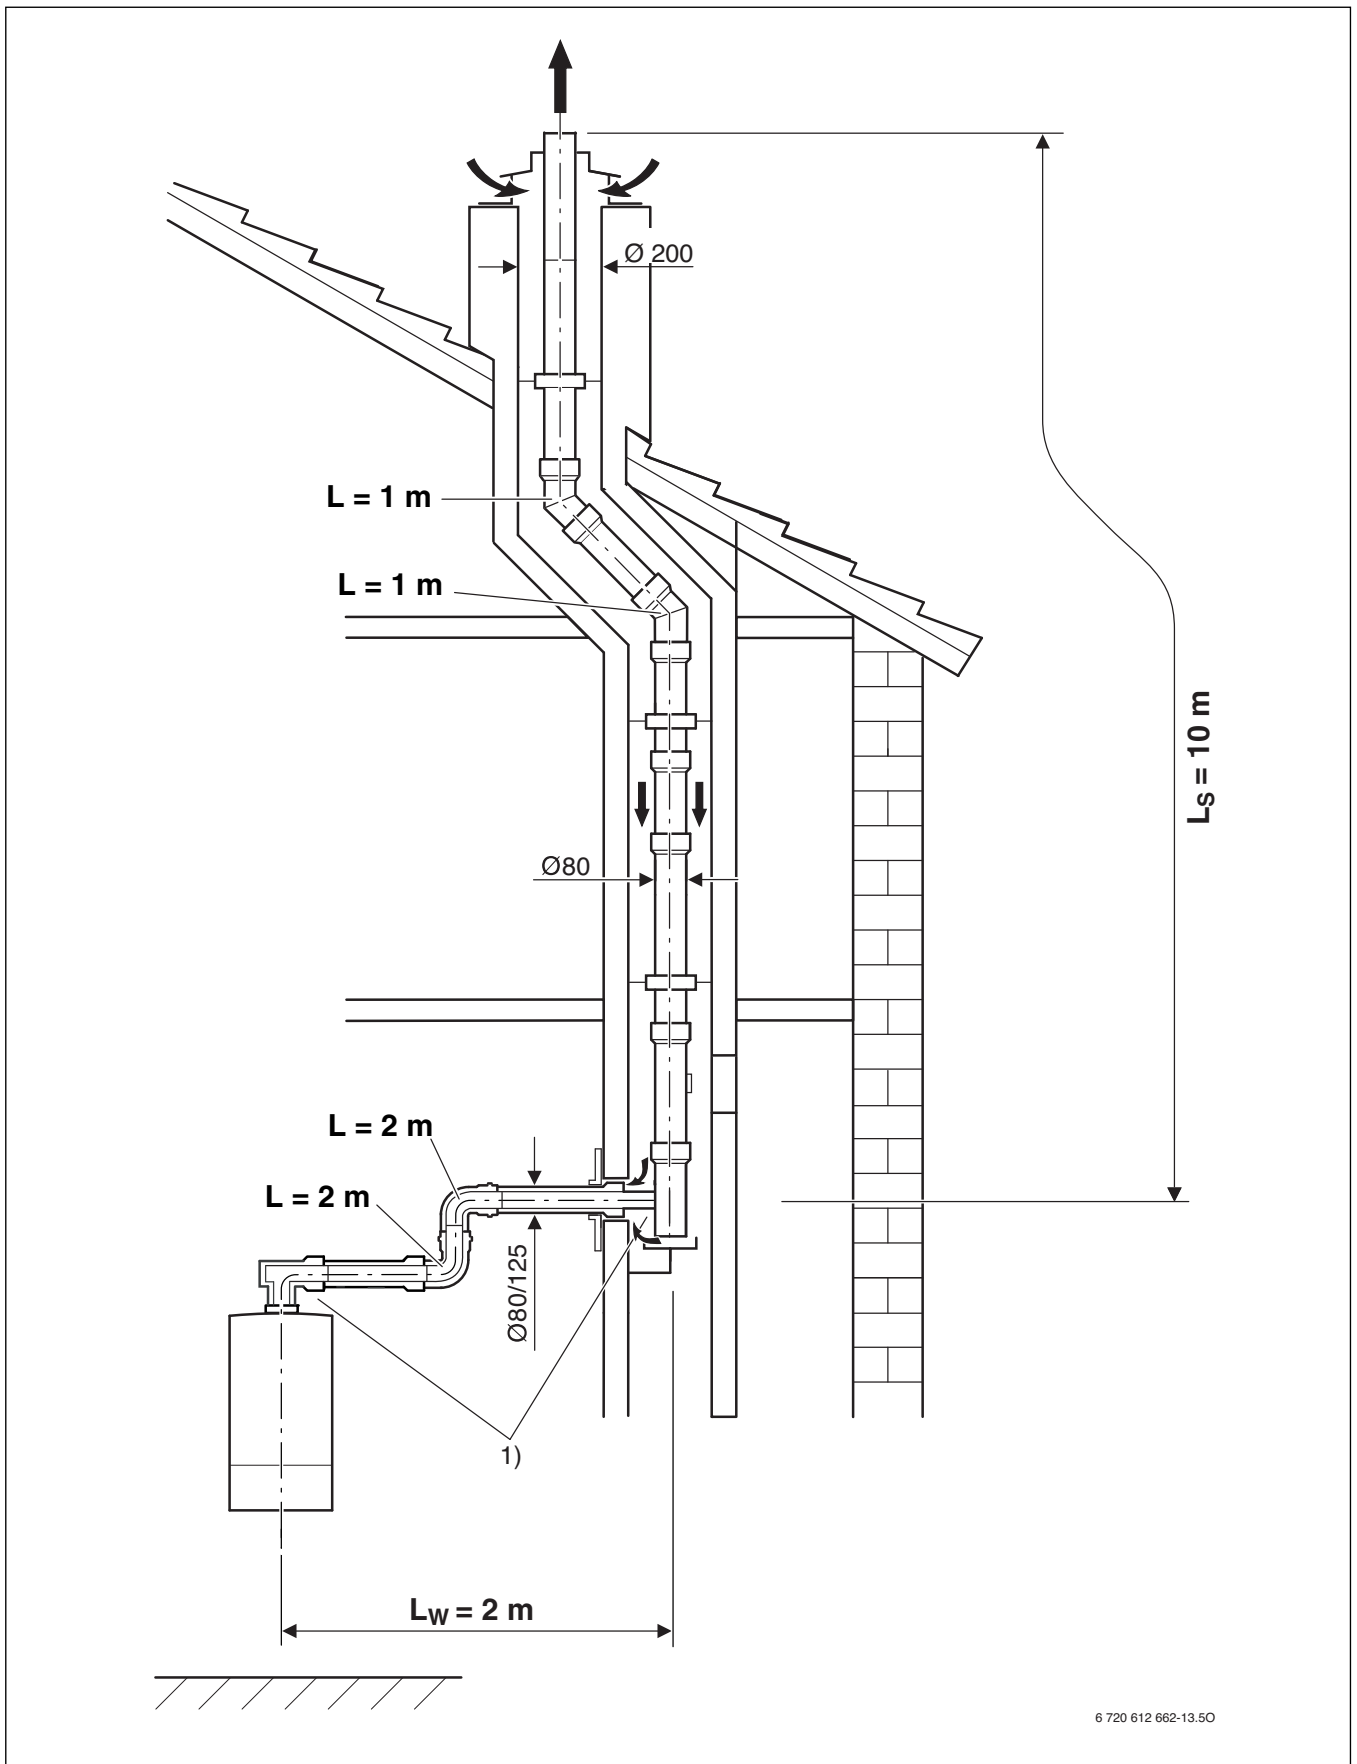 Ø 200
L = 1 m
L = 1 m
LS = 10 m
Ø80
L = 2 m
L = 2 m
Ø80/125
1)
LW = 2 m
6 720 612 662-13.5O